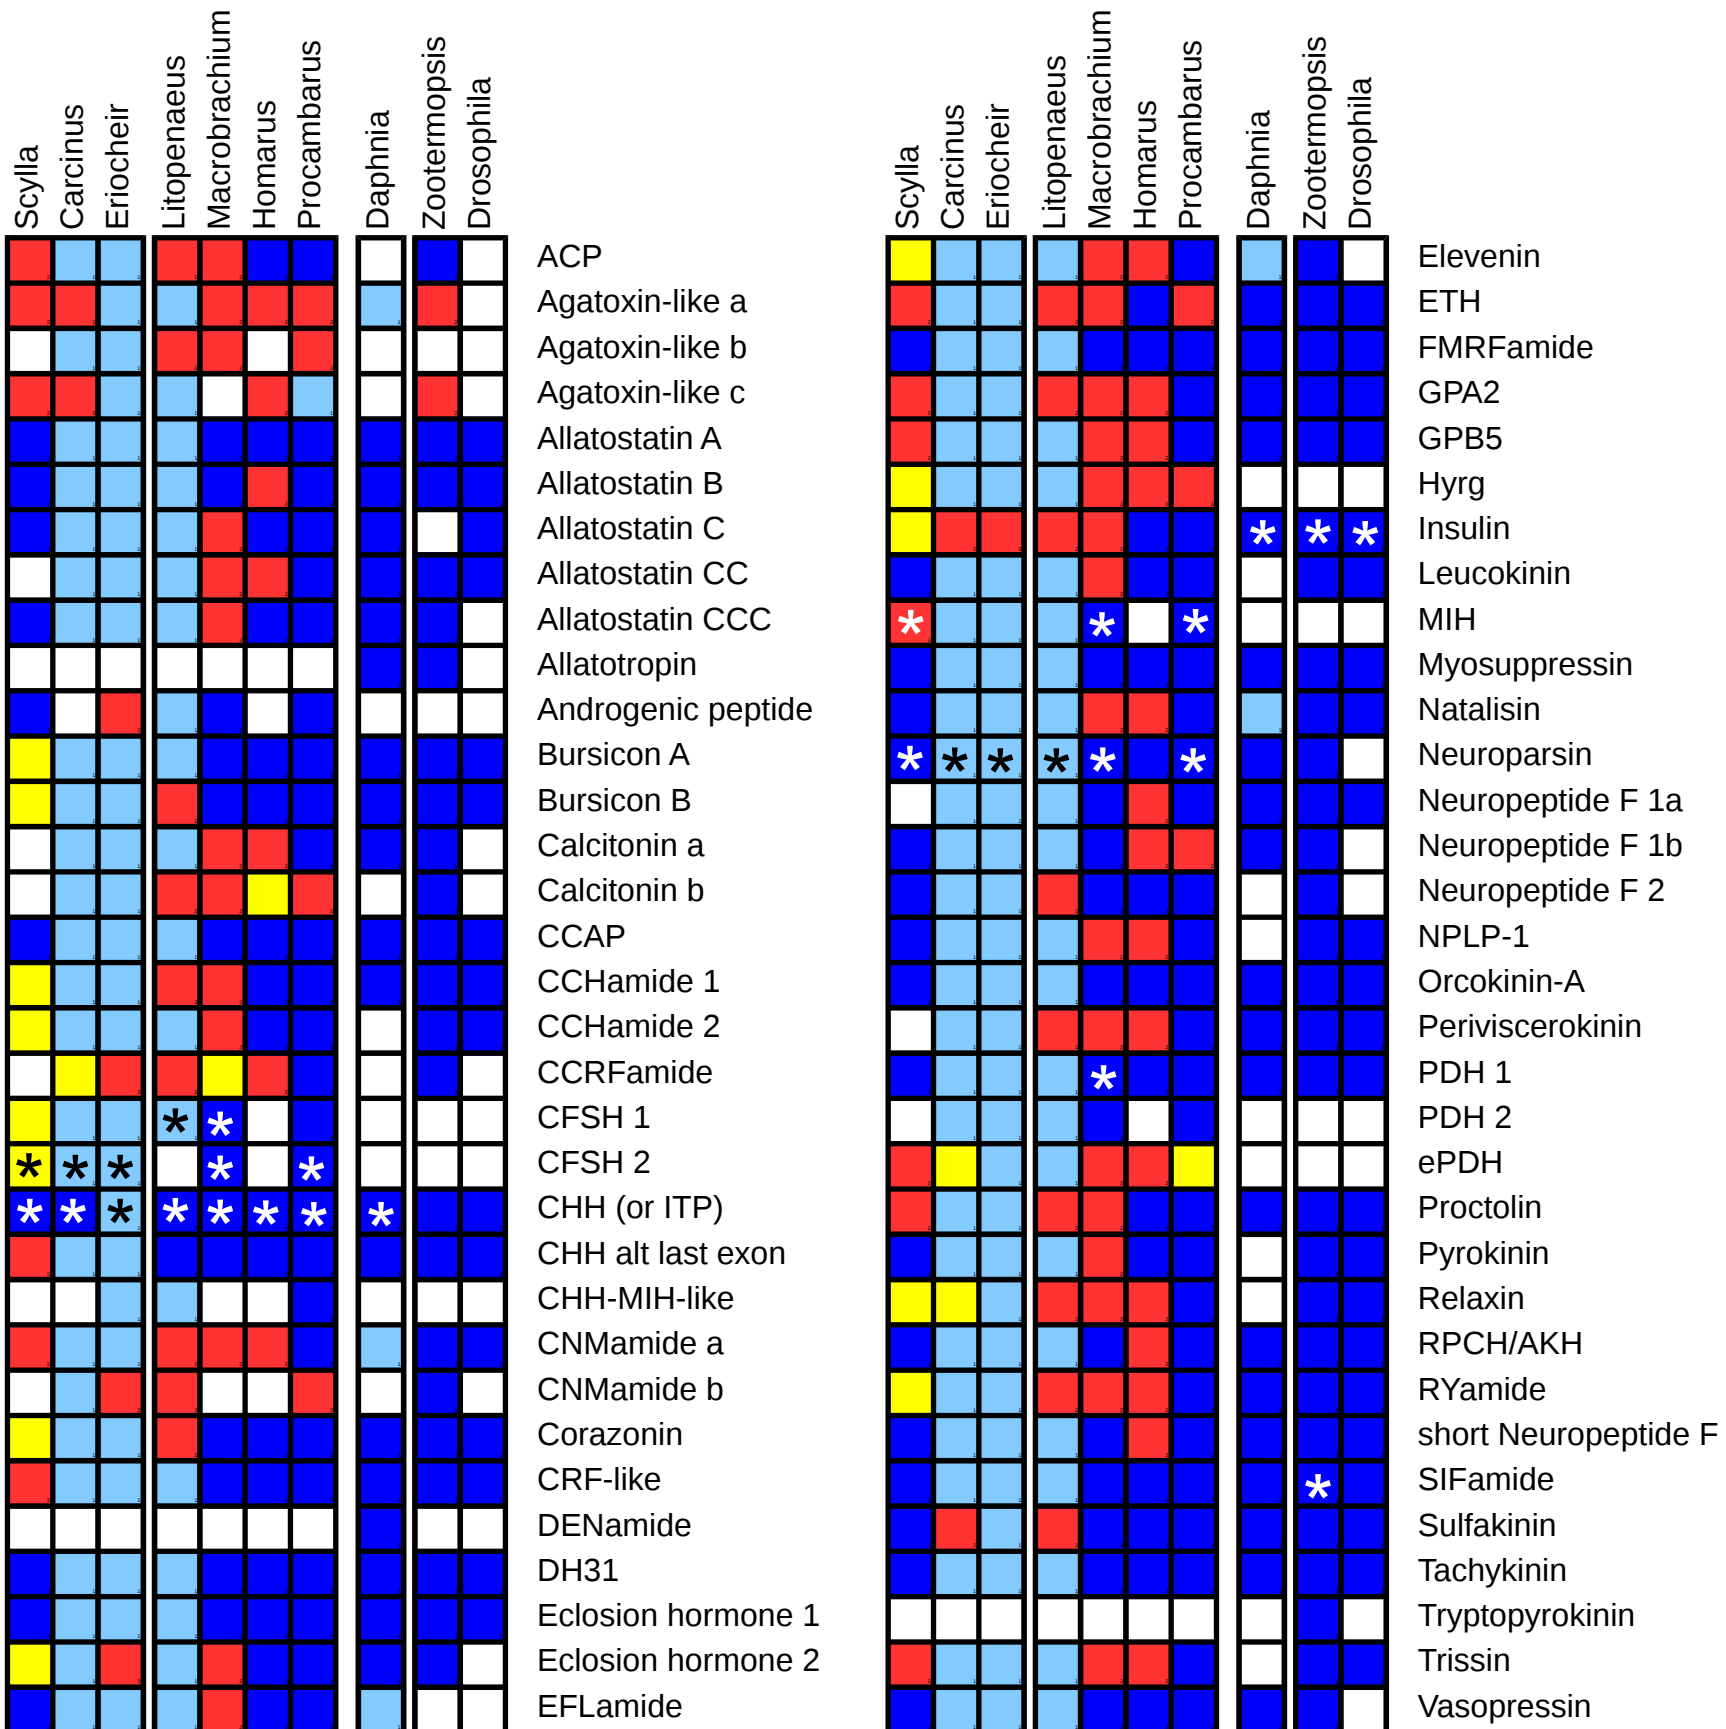 Scylla
Carcinus
Eriocheir
Litopenaeus
Macrobrachium
Homarus
Procambarus
Daphnia
Zootermopsis
Drosophila
ACP
Agatoxin-like a
Agatoxin-like b
Agatoxin-like c
Allatostatin A
Allatostatin B
Allatostatin C
Allatostatin CC
Allatostatin CCC
Allatotropin
Androgenic peptide
Bursicon A
Bursicon B
Calcitonin a
Calcitonin b
CCAP
CCHamide 1
CCHamide 2
CCRFamide
CFSH 1
CFSH 2
CHH (or ITP)
CHH alt last exon
CHH-MIH-like
CNMamide a
CNMamide b
Corazonin
CRF-like
DENamide
DH31
Eclosion hormone 1
Eclosion hormone 2
EFLamide
Scylla
Carcinus
Eriocheir
Litopenaeus
Macrobrachium
Homarus
Procambarus
Daphnia
Zootermopsis
Drosophila
Elevenin
ETH
FMRFamide
GPA2
GPB5
Hyrg
Insulin
Leucokinin
MIH
Myosuppressin
Natalisin
Neuroparsin
Neuropeptide F 1a
Neuropeptide F 1b
Neuropeptide F 2
NPLP-1
Orcokinin-A
Periviscerokinin
PDH 1
PDH 2
ePDH
Proctolin
Pyrokinin
Relaxin
RPCH/AKH
RYamide
short Neuropeptide F
SIFamide
Sulfakinin
Tachykinin
Tryptopyrokinin
Trissin
Vasopressin